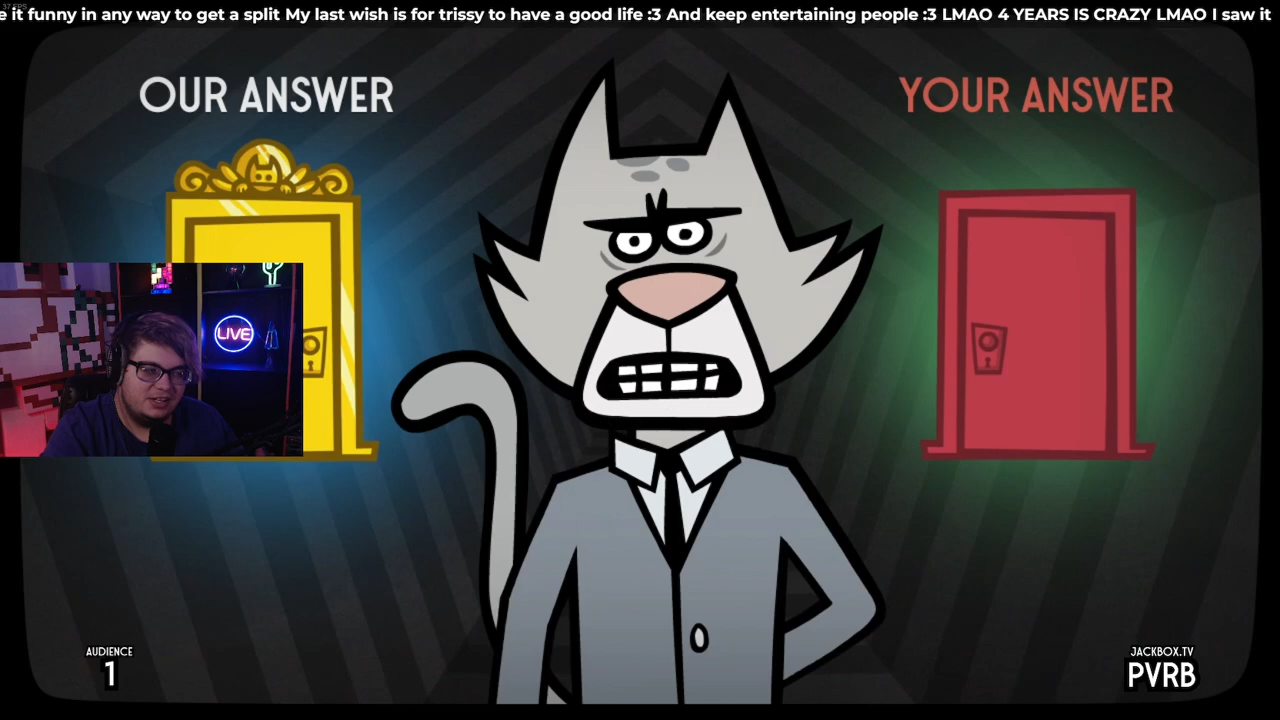 37 FPS
e it funny in any way to get a split My last wish is for trissy to have a good life :3 And keep entertaining people :3 LMAO 4 YEARS IS CRAZY LMAO I saw it
OUR ANSWER
YOUR ANSWER
LIVE
AUDIENCE
1
JACKBOX.TV
PVRB